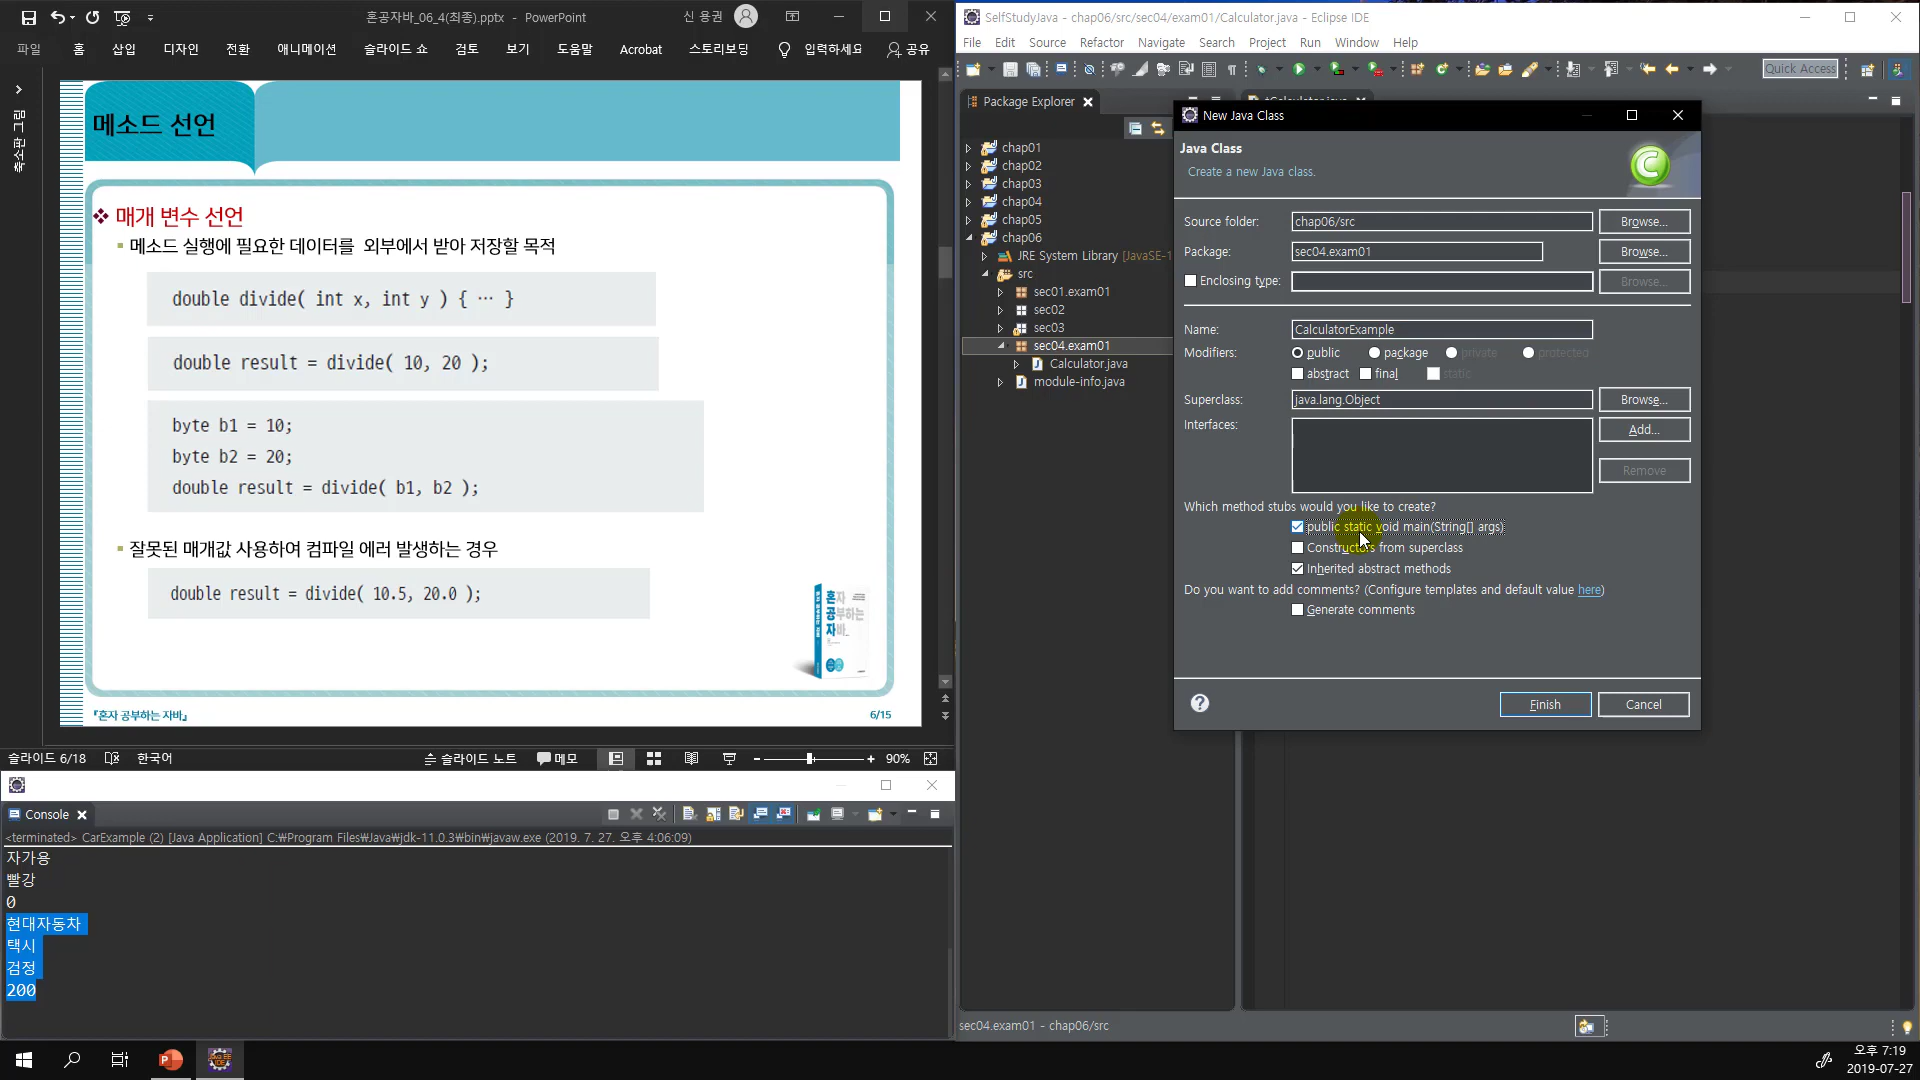 혼공자바_06_4(최종).pptx - PowerPoint
신 용권
파일 홈 삽입 디자인 전환 애니메이션 슬라이드 쇼 검토 보기 도움말 Acrobat 스토리보딩 입력하세요 공유
축소판 그림
메소드 선언
매개 변수 선언
메소드 실행에 필요한 데이터를 외부에서 받아 저장할 목적
double divide( int x, int y ) { ··· }
double result = divide( 10, 20 );
byte b1 = 10;
byte b2 = 20;
double result = divide( b1, b2 );
잘못된 매개값 사용하여 컴파일 에러 발생하는 경우
double result = divide( 10.5, 20.0 );
혼자
공부하는
자바
『혼자 공부하는 자바』
6/15
슬라이드 6/18 한국어 슬라이드 노트 메모 90%
Console
<terminated> CarExample (2) [Java Application] C:₩Program Files₩Java₩jdk-11.0.3₩bin₩javaw.exe (2019. 7. 27. 오후 4:06:09)
자가용
빨강
0
현대자동차
택시
검정
200
SelfStudyJava - chap06/src/sec04/exam01/Calculator.java - Eclipse IDE
File Edit Source Refactor Navigate Search Project Run Window Help
Quick Access
Package Explorer
chap01
chap02
chap03
chap04
chap05
chap06
JRE System Library [JavaSE-1
src
sec01.exam01
sec02
sec03
sec04.exam01
Calculator.java
module-info.java
New Java Class
Java Class
Create a new Java class.
Source folder: chap06/src Browse...
Package: sec04.exam01 Browse...
Enclosing type: Browse...
Name: CalculatorExample
Modifiers: public package private protected
abstract final static
Superclass: java.lang.Object Browse...
Interfaces: Add...
Remove
Which method stubs would you like to create?
public static void main(String[] args)
Constructors from superclass
Inherited abstract methods
Do you want to add comments? (Configure templates and default value here)
Generate comments
Finish Cancel
sec04.exam01 - chap06/src
오후 7:19
2019-07-27